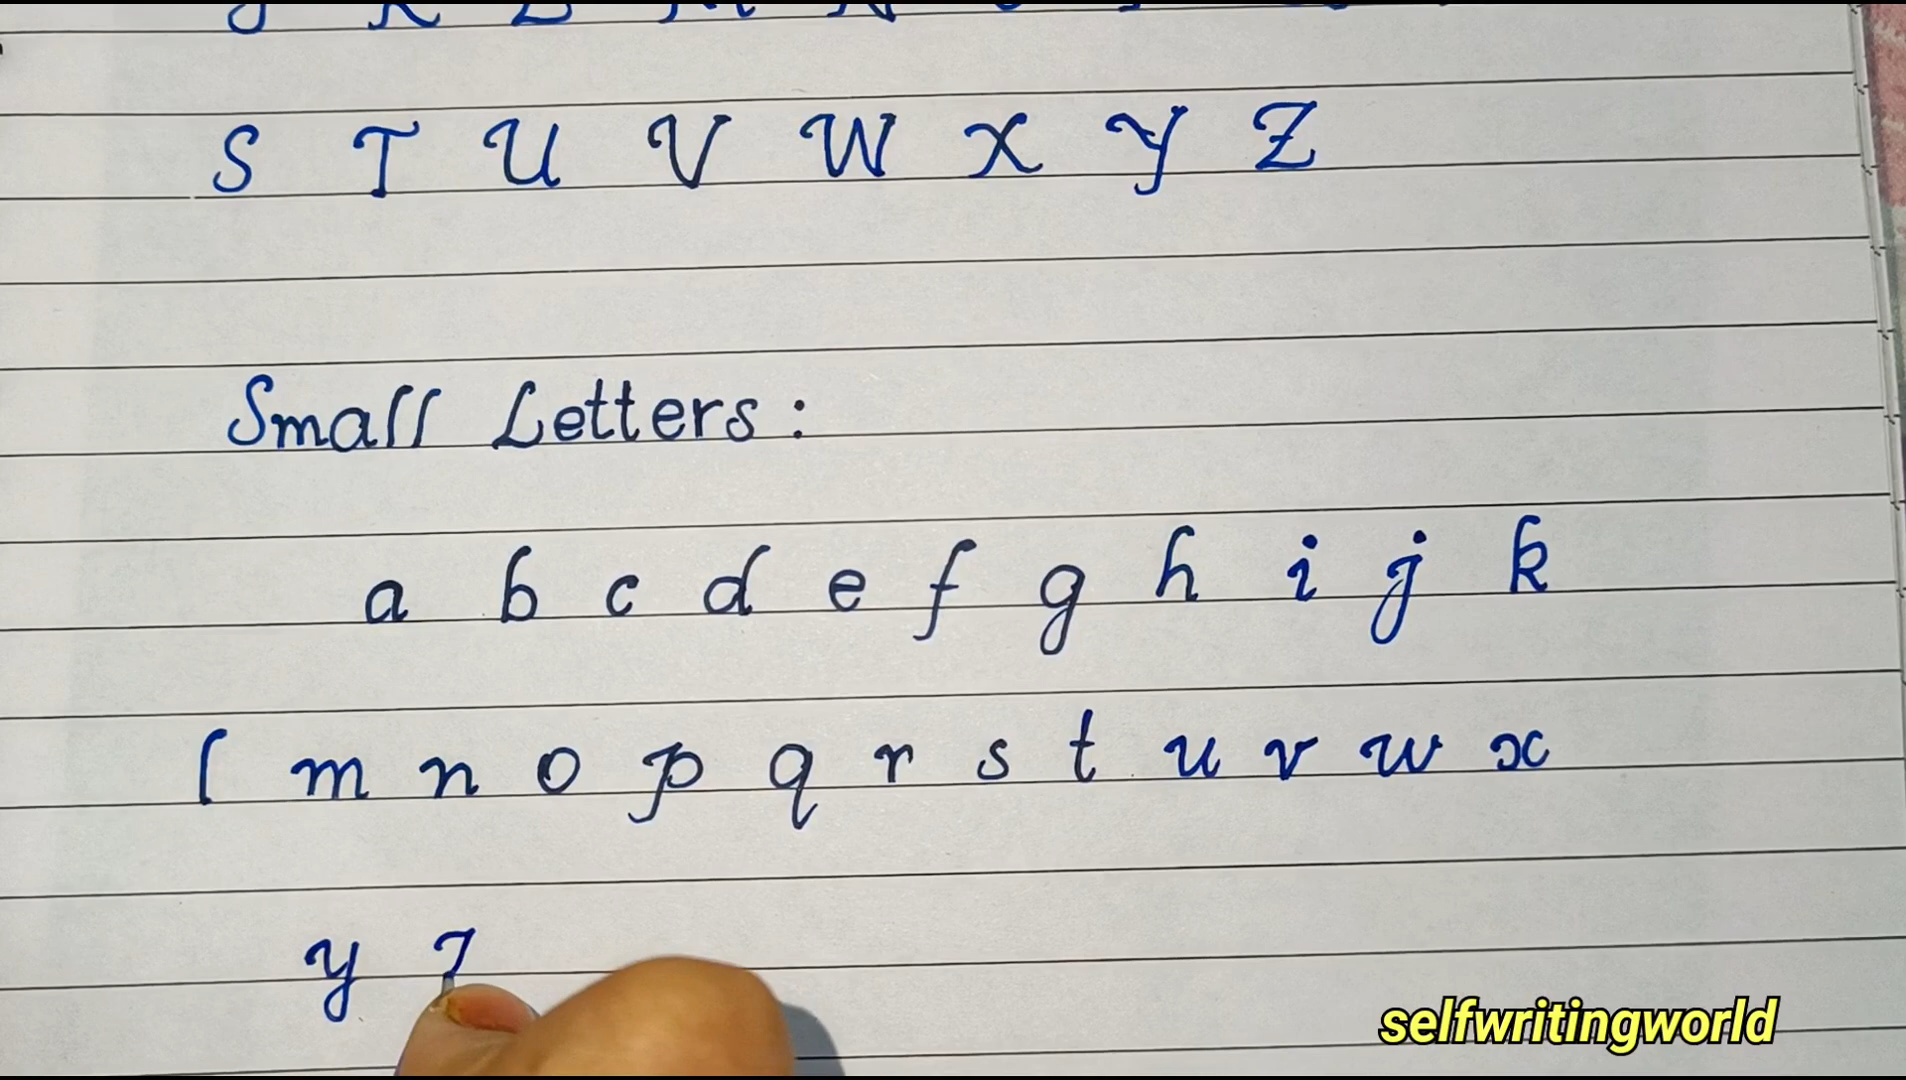 S T U V W X Y Z
Small Letters :
a b c d e f g h i j k
l m n o p q r s t u v w x
y z
selfwritingworld